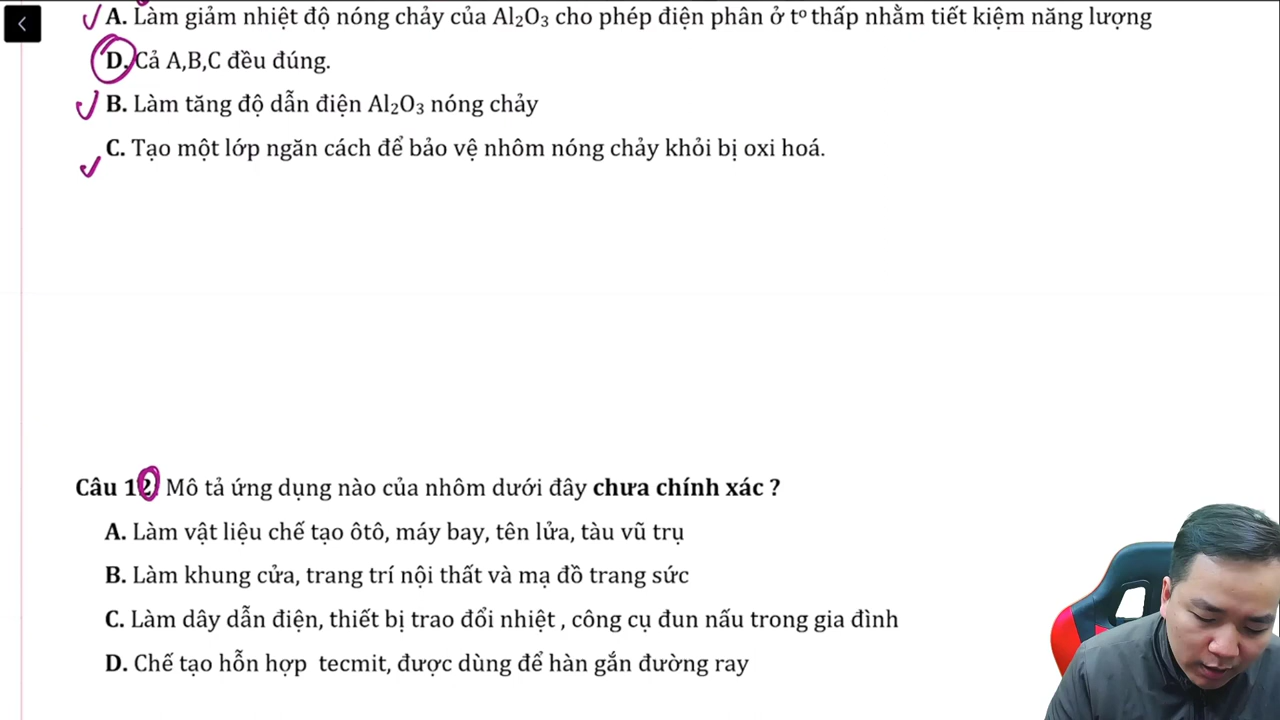 A. Làm giảm nhiệt độ nóng chảy của Al₂O₃ cho phép điện phân ở tᵒ thấp nhằm tiết kiệm năng lượng
D. Cả A,B,C đều đúng.
B. Làm tăng độ dẫn điện Al₂O₃ nóng chảy
C. Tạo một lớp ngăn cách để bảo vệ nhôm nóng chảy khỏi bị oxi hoá.
Câu 12: Mô tả ứng dụng nào của nhôm dưới đây chưa chính xác ?
A. Làm vật liệu chế tạo ôtô, máy bay, tên lửa, tàu vũ trụ
B. Làm khung cửa, trang trí nội thất và mạ đồ trang sức
C. Làm dây dẫn điện, thiết bị trao đổi nhiệt , công cụ đun nấu trong gia đình
D. Chế tạo hỗn hợp tecmit, được dùng để hàn gắn đường ray